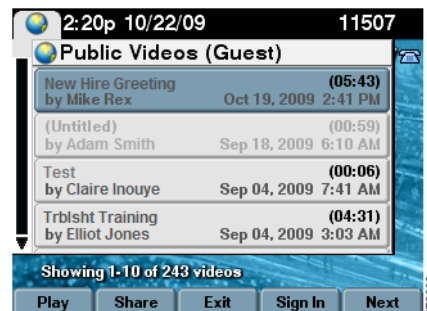 2:20p 10/22/09 11507
Public Videos (Guest)
New Hire Greeting (05:43)
by Mike Rex Oct 19, 2009 2:41 PM
(Untitled) (00:59)
by Adam Smith Sep 18, 2009 6:10 AM
Test (00:06)
by Claire Inouye Sep 04, 2009 7:41 AM
Trblsht Training (04:31)
by Elliot Jones Sep 04, 2009 3:03 AM
Showing 1-10 of 243 videos
Play Share Exit Sign In Next